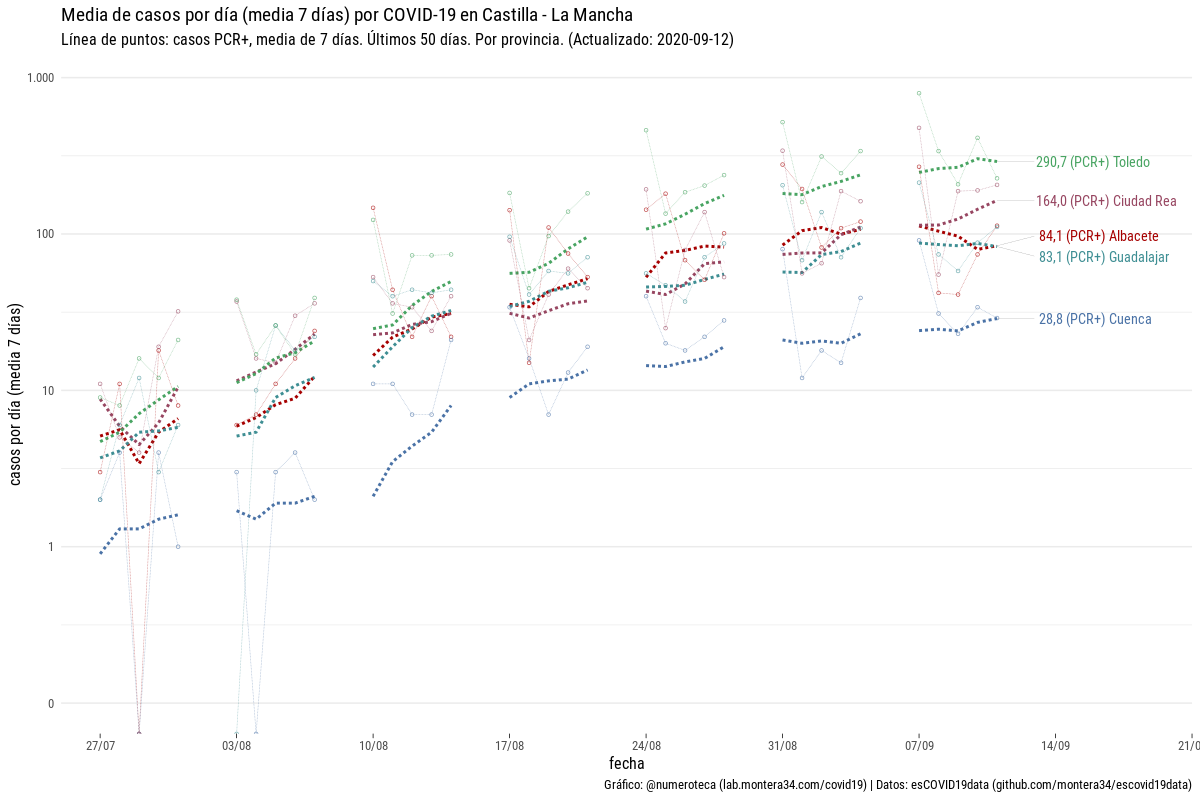 Media de casos por día (media 7 días) por COVID-19 en Castilla - La Mancha
Línea de puntos: casos PCR+, media de 7 días. Últimos 50 días. Por provincia. (Actualizado: 2020-09-12)
casos por día (media 7 días)
1.000
100
10
1
0
290,7 (PCR+) Toledo
164,0 (PCR+) Ciudad Rea
84,1 (PCR+) Albacete
83,1 (PCR+) Guadalajar
28,8 (PCR+) Cuenca
27/07 03/08 10/08 17/08 24/08 31/08 07/09 14/09 21/0
fecha
Gráfico: @numeroteca (lab.montera34.com/covid19) | Datos: esCOVID19data (github.com/montera34/escovid19data)